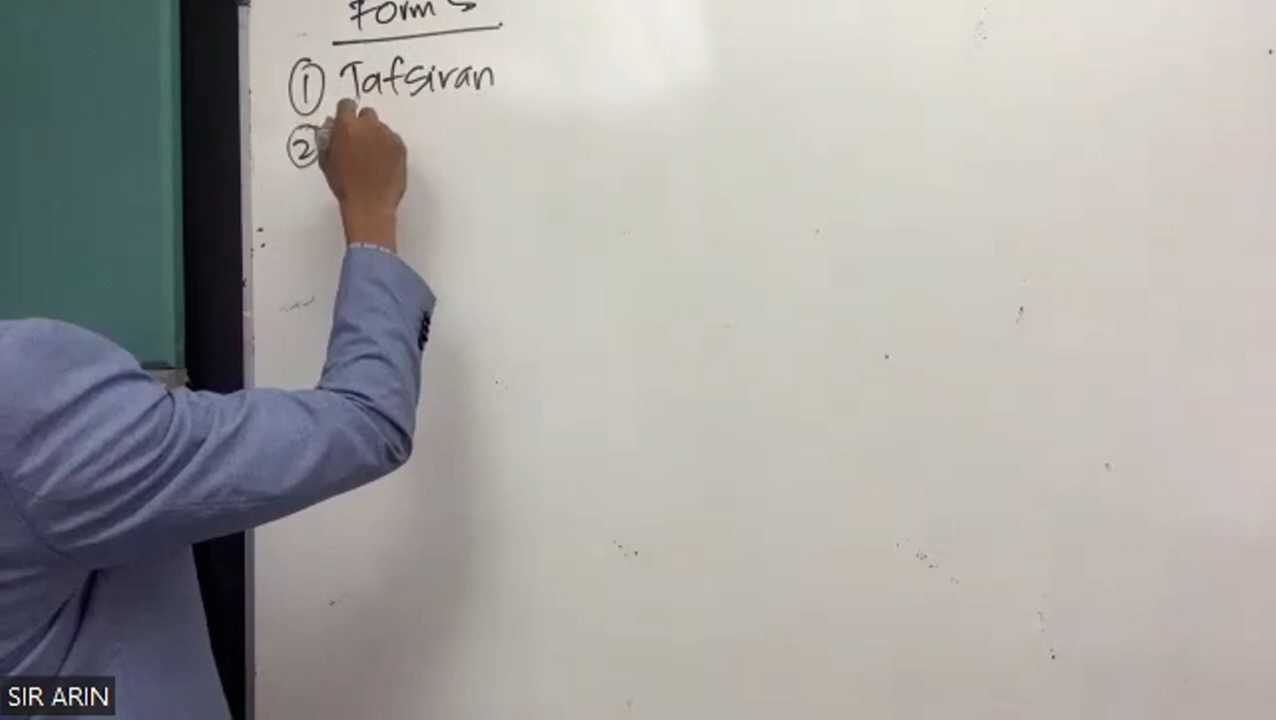 Form 5
① Tafsiran
②
SIR ARIN